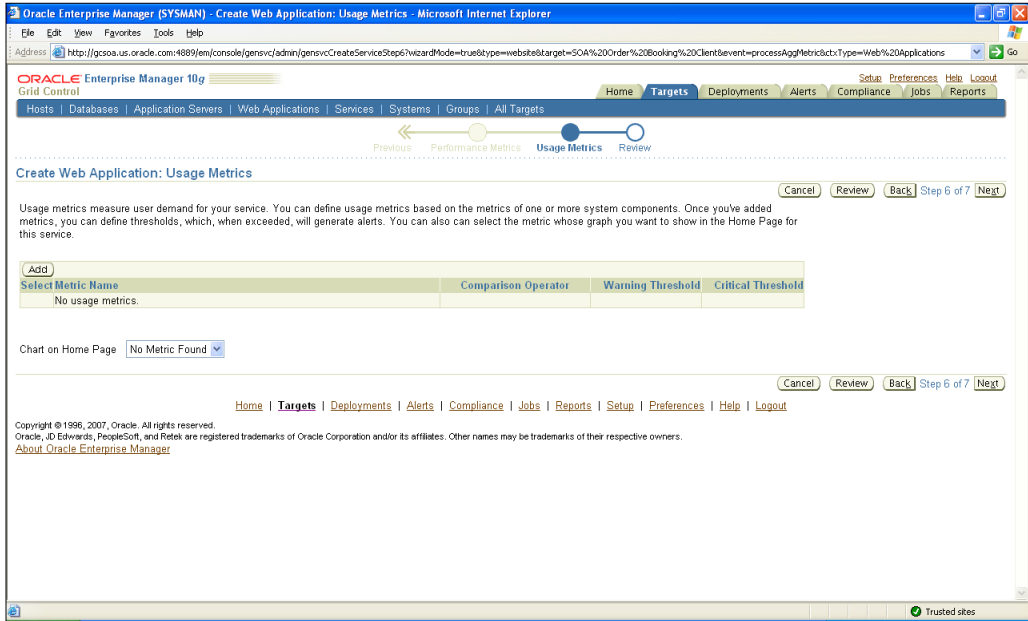 Oracle Enterprise Manager (SYSMAN) - Create Web Application: Usage Metrics - Microsoft Internet Explorer
File Edit View Favorites Tools Help
Address http://gcsoa.us.oracle.com:4889/em/console/gensvc/admin/gensvcCreateServiceStep6?wizardMode=true&type=website&target=SOA%20Order%20Booking%20Client&event=processAggMetric&ctxType=Web%20Applications Go
ORACLE Enterprise Manager 10g
Setup Preferences Help Logout
Grid Control Home Targets Deployments Alerts Compliance Jobs Reports
Hosts | Databases | Application Servers | Web Applications | Services | Systems | Groups | All Targets
Previous Performance Metrics Usage Metrics Review
Create Web Application: Usage Metrics
Cancel Review Back Step 6 of 7 Next
Usage metrics measure user demand for your service. You can define usage metrics based on the metrics of one or more system components. Once you've added
metrics, you can define thresholds, which, when exceeded, will generate alerts. You can also can select the metric whose graph you want to show in the Home Page for
this service.
Add
Select Metric Name Comparison Operator Warning Threshold Critical Threshold
No usage metrics.
Chart on Home Page No Metric Found
Cancel Review Back Step 6 of 7 Next
Home | Targets | Deployments | Alerts | Compliance | Jobs | Reports | Setup | Preferences | Help | Logout
Copyright © 1996, 2007, Oracle. All rights reserved.
Oracle, JD Edwards, PeopleSoft, and Retek are registered trademarks of Oracle Corporation and/or its affiliates. Other names may be trademarks of their respective owners.
About Oracle Enterprise Manager
Trusted sites